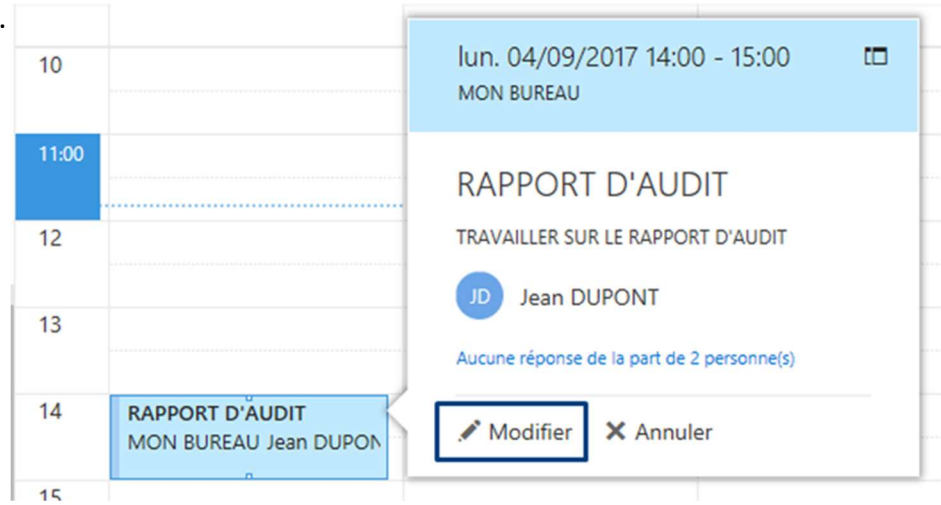 .
10
11:00
12
13
14
15
RAPPORT D'AUDIT
MON BUREAU Jean DUPON
lun. 04/09/2017 14:00 - 15:00
MON BUREAU
RAPPORT D'AUDIT
TRAVAILLER SUR LE RAPPORT D'AUDIT
JD Jean DUPONT
Aucune réponse de la part de 2 personne(s)
Modifier Annuler